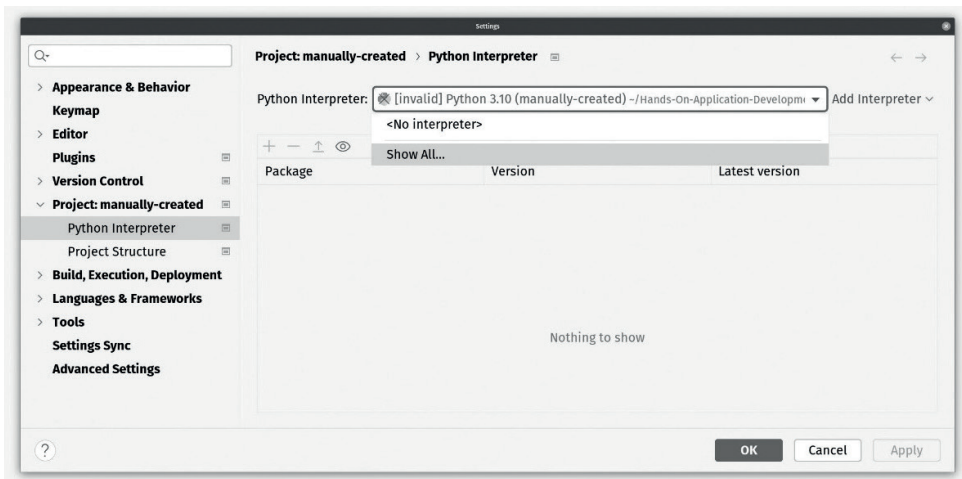 Settings
Project: manually-created > Python Interpreter
Appearance & Behavior
Keymap
Editor
Plugins
Version Control
Project: manually-created
Python Interpreter
Project Structure
Build, Execution, Deployment
Languages & Frameworks
Tools
Settings Sync
Advanced Settings
Python Interpreter: [invalid] Python 3.10 (manually-created) ~/Hands-On-Application-Developme Add Interpreter
<No interpreter>
Show All...
Package Version Latest version
Nothing to show
? OK Cancel Apply